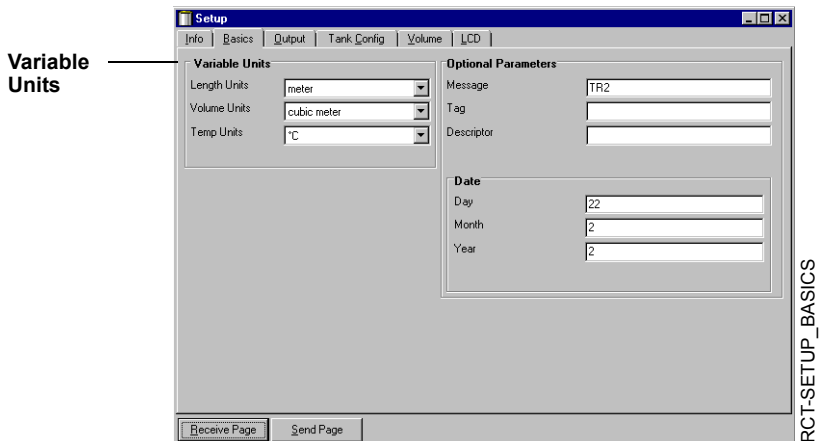 Setup
Info Basics Output Tank Config Volume LCD
Variable Units
Variable Units
Length Units meter
Volume Units cubic meter
Temp Units °C
Optional Parameters
Message TR2
Tag
Descriptor
Date
Day 22
Month 2
Year 2
Receive Page Send Page
RCT-SETUP_BASICS